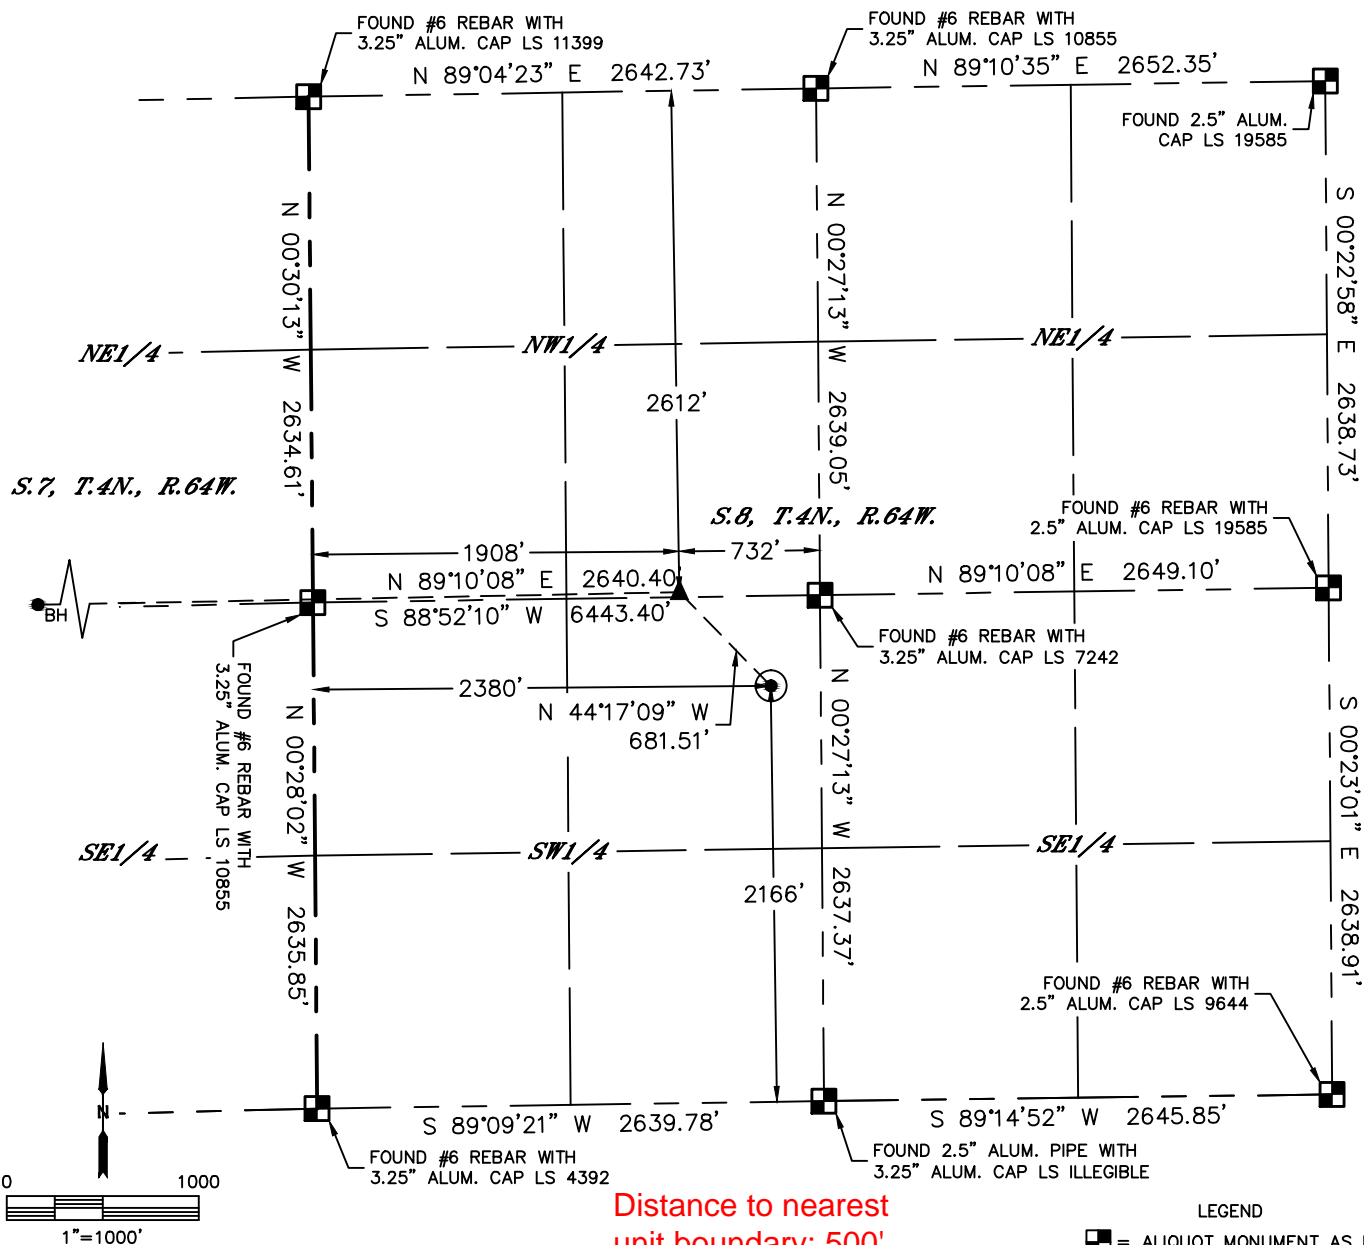 FOUND #6 REBAR WITH
3.25" ALUM. CAP LS 11399
FOUND #6 REBAR WITH
3.25" ALUM. CAP LS 10855
N 89°04'23" E 2642.73'
N 89°10'35" E 2652.35'
FOUND 2.5" ALUM.
CAP LS 19585
N 00°30'13" W 2634.61'
N 00°27'13" W 2639.05'
S 00°22'58" E 2638.73'
NE1/4
NW1/4
NE1/4
2612'
S.7, T.4N., R.64W.
S.8, T.4N., R.64W.
FOUND #6 REBAR WITH
2.5" ALUM. CAP LS 19585
1908'
732'
N 89°10'08" E 2640.40'
N 89°10'08" E 2649.10'
BH
S 88°52'10" W 6443.40'
FOUND #6 REBAR WITH
3.25" ALUM. CAP LS 7242
FOUND #6 REBAR WITH
3.25" ALUM. CAP LS 10855
2380'
N 44°17'09" W
681.51'
N 00°28'02" W 2635.85'
N 00°27'13" W 2637.37'
S 00°23'01" E 2638.91'
SE1/4
SW1/4
SE1/4
2166'
FOUND #6 REBAR WITH
2.5" ALUM. CAP LS 9644
N
S 89°09'21" W 2639.78'
S 89°14'52" W 2645.85'
FOUND #6 REBAR WITH
3.25" ALUM. CAP LS 4392
FOUND 2.5" ALUM. PIPE WITH
3.25" ALUM. CAP LS ILLEGIBLE
0 1000
1"=1000'
Distance to nearest
unit boundary: 500'
LEGEND
= ALIQUOT MONUMENT AS